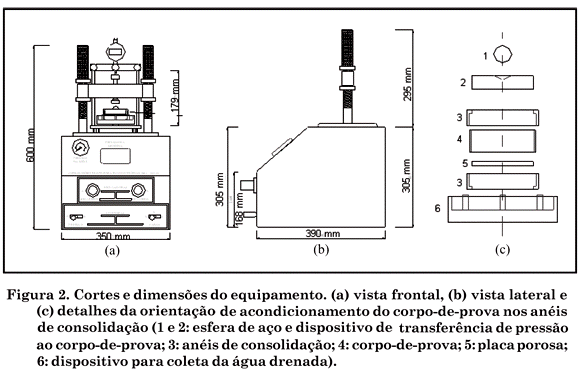 600 mm
179 mm
350 mm
(a)
295 mm
305 mm
305 mm
168 mm
390 mm
(b)
1
2
3
4
5
3
6
(c)
Figura 2. Cortes e dimensões do equipamento. (a) vista frontal, (b) vista lateral e
(c) detalhes da orientação de acondicionamento do corpo-de-prova nos anéis
de consolidação (1 e 2: esfera de aço e dispositivo de transferência de pressão
ao corpo-de-prova; 3: anéis de consolidação; 4: corpo-de-prova; 5: placa porosa;
6: dispositivo para coleta da água drenada).